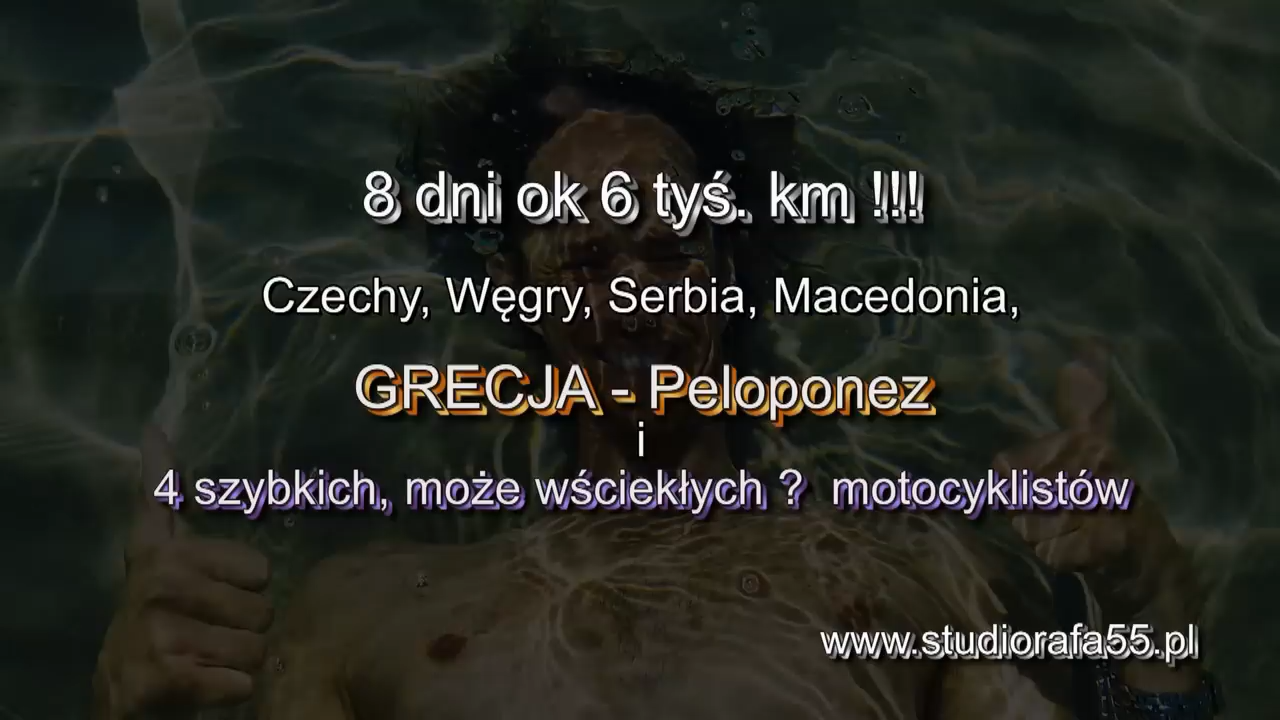 8 dni ok 6 tyś. km !!!
Czechy, Węgry, Serbia, Macedonia,
GRECJA - Peloponez
i
4 szybkich, może wściekłych ? motocyklistów
www.studiorafa55.pl